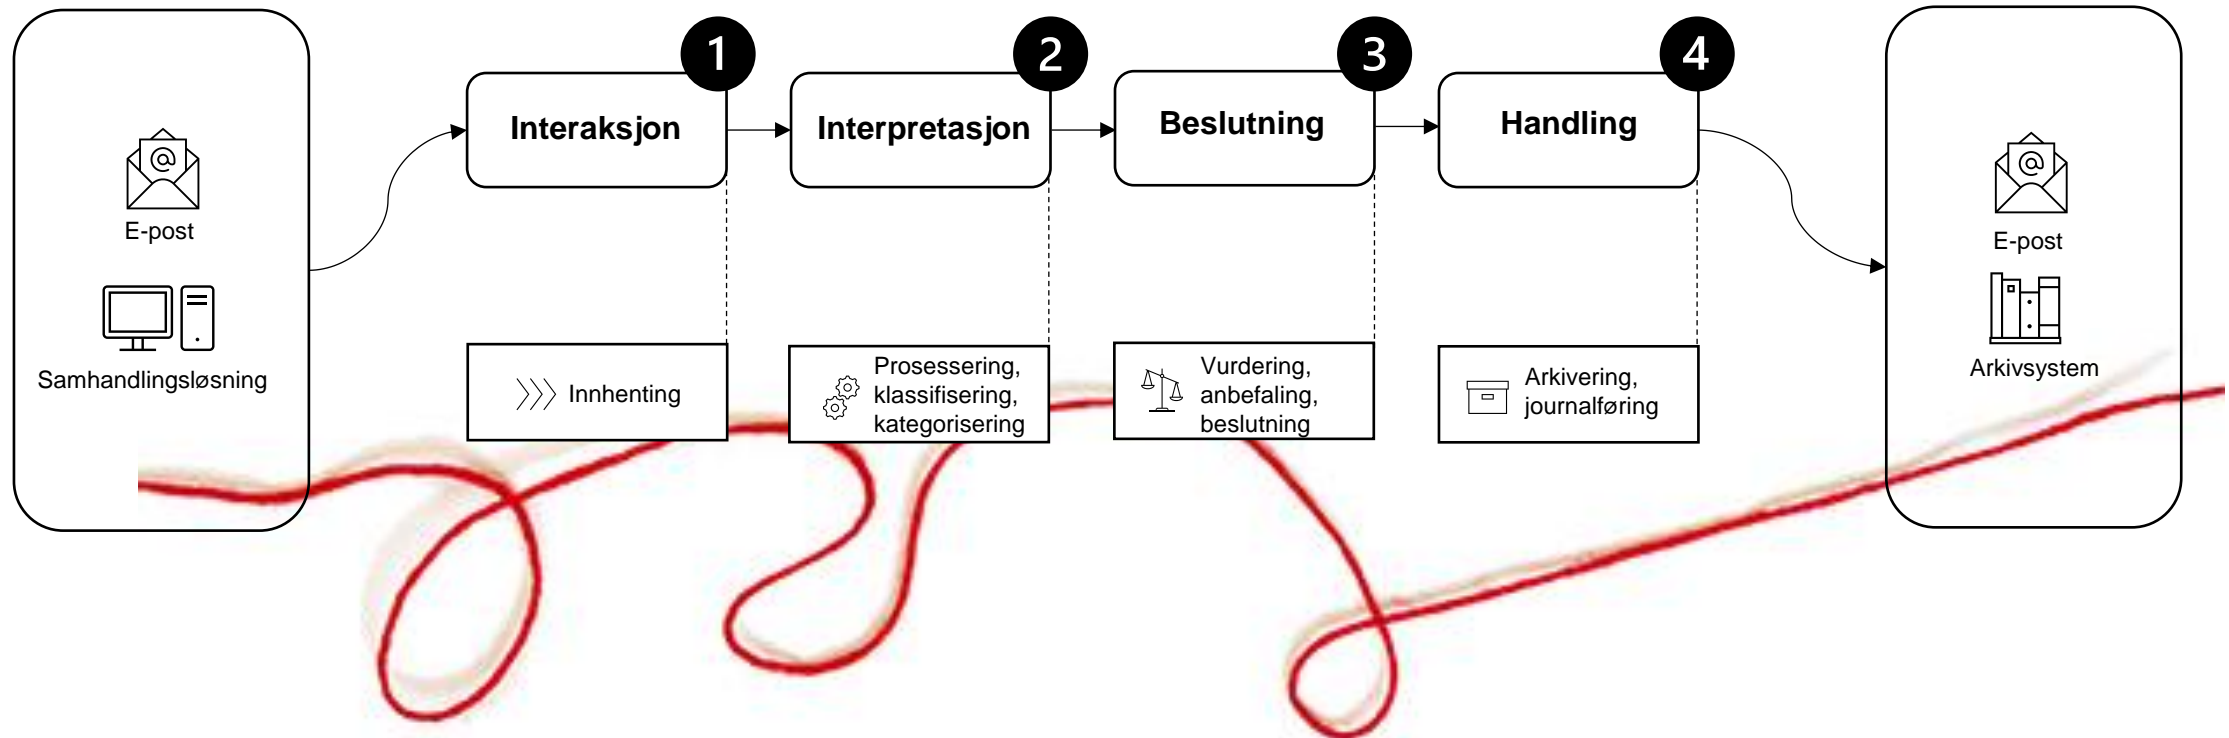 E-post
Samhandlingsløsning
1
Interaksjon
Innhenting
2
Interpretasjon
Prosessering,
klassifisering,
kategorisering
3
Beslutning
Vurdering,
anbefaling,
beslutning
4
Handling
Arkivering,
journalføring
E-post
Arkivsystem